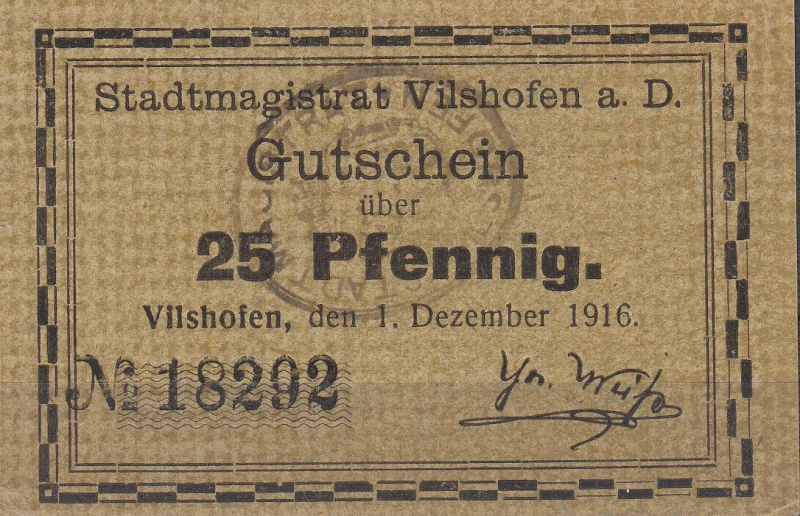 Stadtmagistrat Vilshofen a. D.
Gutschein
über
25 Pfennig.
Vilshofen, den 1. Dezember 1916.
№ 18292